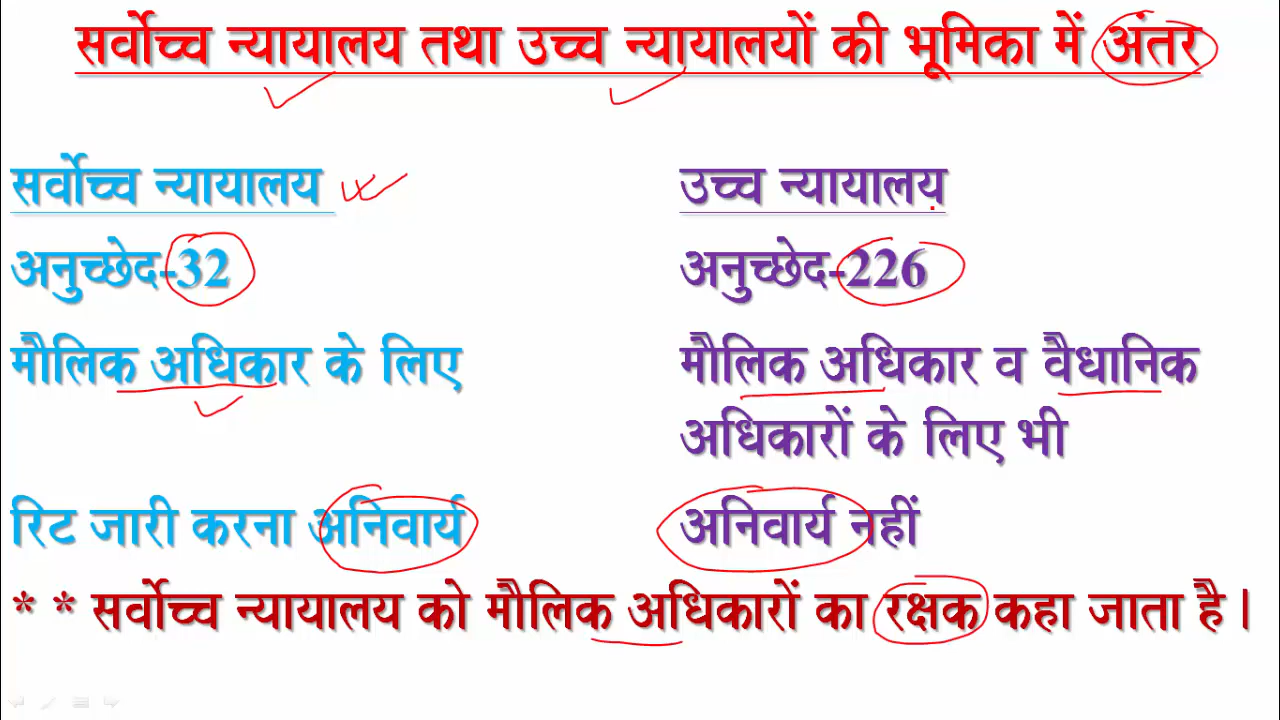 सर्वोच्च न्यायालय तथा उच्च न्यायालयों की भूमिका में अंतर
सर्वोच्च न्यायालय
अनुच्छेद-32
मौलिक अधिकार के लिए
रिट जारी करना अनिवार्य
उच्च न्यायालय
अनुच्छेद-226
मौलिक अधिकार व वैधानिक
अधिकारों के लिए भी
अनिवार्य नहीं
* * सर्वोच्च न्यायालय को मौलिक अधिकारों का रक्षक कहा जाता है ।